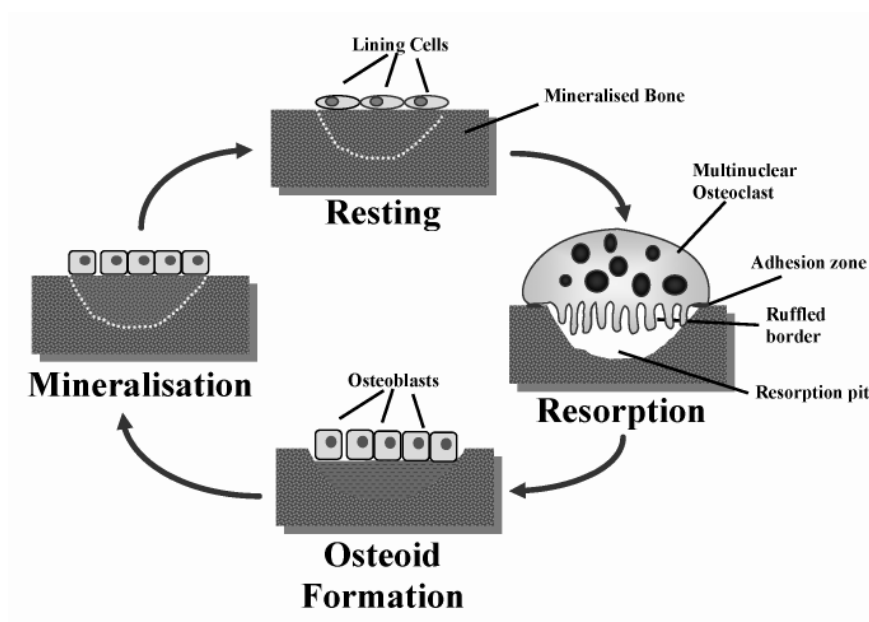 Lining Cells
Mineralised Bone
Resting
Multinuclear
Osteoclast
Adhesion zone
Ruffled
border
Resorption pit
Resorption
Osteoblasts
Osteoid
Formation
Mineralisation